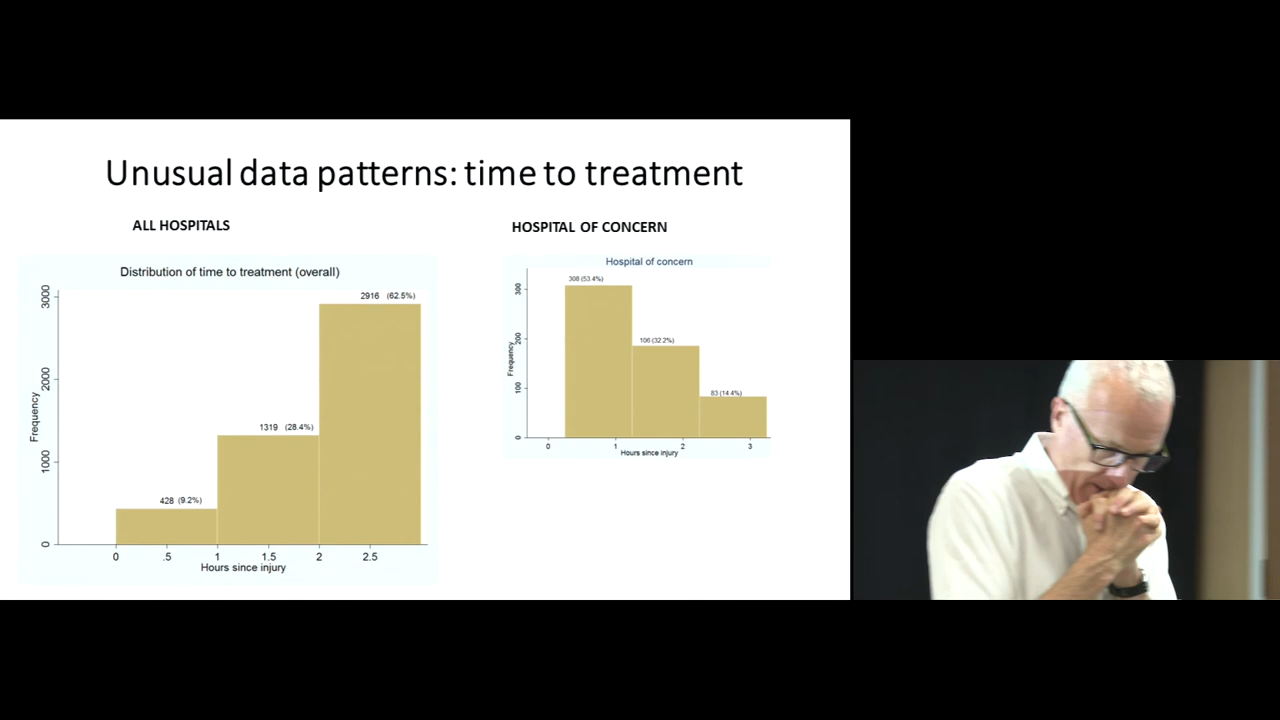 Unusual data patterns: time to treatment
ALL HOSPITALS
Distribution of time to treatment (overall)
3000
2000
1000
0
Frequency
428 (9.2%)
1319 (28.4%)
2916 (62.5%)
0 .5 1 1.5 2 2.5
Hours since injury
HOSPITAL OF CONCERN
Hospital of concern
300
200
100
0
Frequency
308 (53.4%)
106 (32.2%)
83 (14.4%)
0 1 2 3
Hours since injury